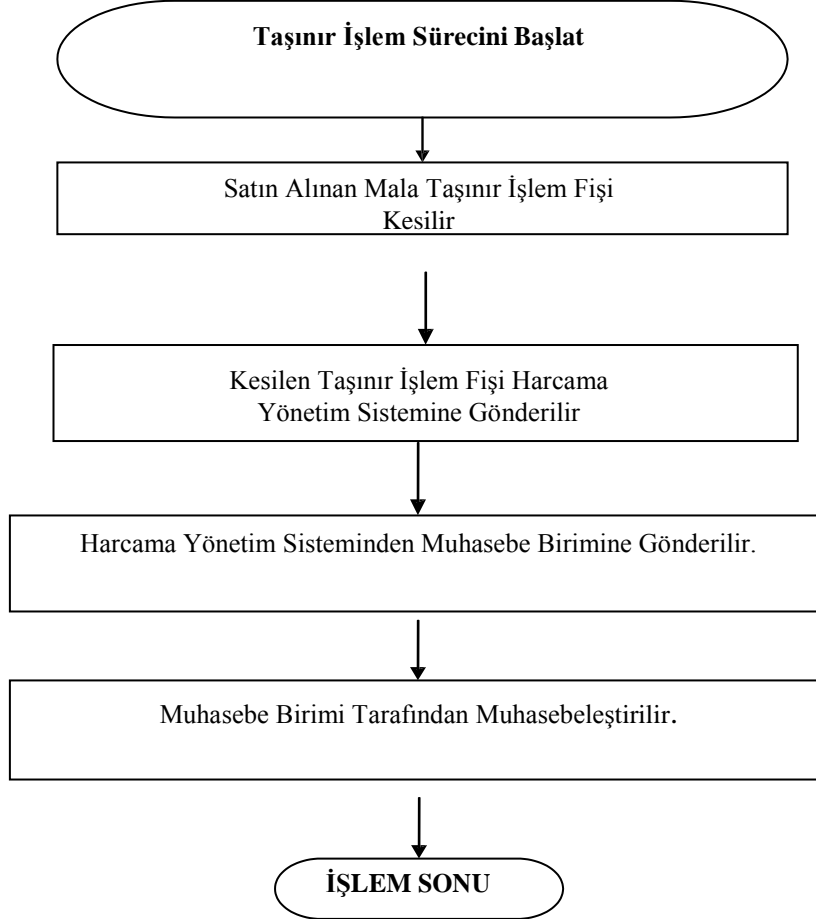 Taşınır İşlem Sürecini Başlat
Satın Alınan Mala Taşınır İşlem Fişi
Kesilir
Kesilen Taşınır İşlem Fişi Harcama
Yönetim Sistemine Gönderilir
Harcama Yönetim Sisteminden Muhasebe Birimine Gönderilir.
Muhasebe Birimi Tarafından Muhasebeleştirilir.
İŞLEM SONU